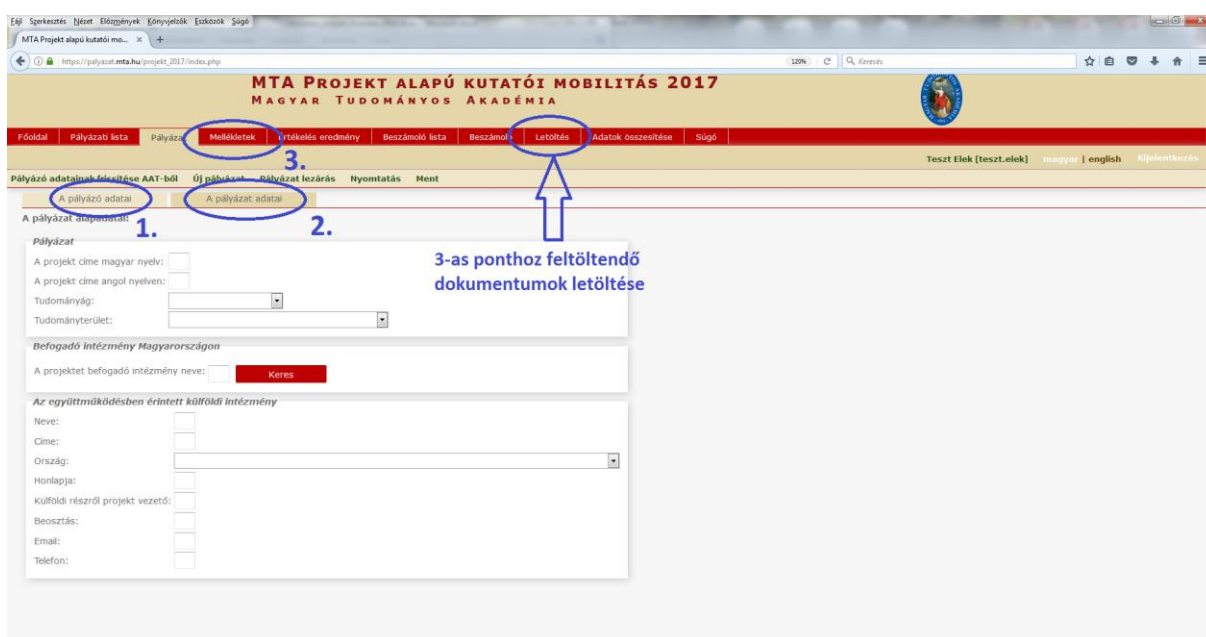 Fájl Szerkesztés Nézet Előzmények Könyvjelzők Eszközök Súgó
MTA Projekt alapú kutatói mo... × +
https://palyazat.mta.hu/projekt_2017/index.php 120% Keresés
MTA Projekt alapú kutatói mobilitás 2017
Magyar Tudományos Akadémia
Főoldal Pályázati lista Pályázat Mellékletek Értékelés eredmény Beszámoló lista Beszámoló Letöltés Adatok összesítése Súgó
3.
Teszt Elek [teszt.elek] magyar | english Kijelentkezés
Pályázó adatainak frissítése AAT-ből Új pályázat Pályázat lezárás Nyomtatás Ment
A pályázó adatai A pályázat adatai
1. 2.
A pályázat alapadatai:
Pályázat
A projekt címe magyar nyelv:
A projekt címe angol nyelven:
Tudományág:
Tudományterület:
3-as ponthoz feltöltendő
dokumentumok letöltése
Befogadó intézmény Magyarországon
A projektet befogadó intézmény neve: Keres
Az együttműködésben érintett külföldi intézmény
Neve:
Címe:
Ország:
Honlapja:
Külföldi részről projekt vezető:
Beosztás:
Email:
Telefon: